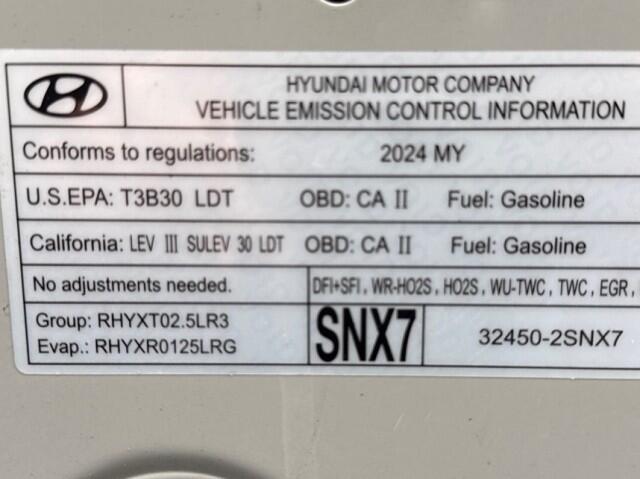 HYUNDAI MOTOR COMPANY
VEHICLE EMISSION CONTROL INFORMATION
Conforms to regulations: 2024 MY
U.S.EPA: T3B30 LDT OBD: CA II Fuel: Gasoline
California: LEV III SULEV 30 LDT OBD: CA II Fuel: Gasoline
No adjustments needed. DFI+SFI, WR-HO2S, HO2S, WU-TWC, TWC, EGR,
Group: RHYXT02.5LR3
Evap.: RHYXR0125LRG
SNX7
32450-2SNX7